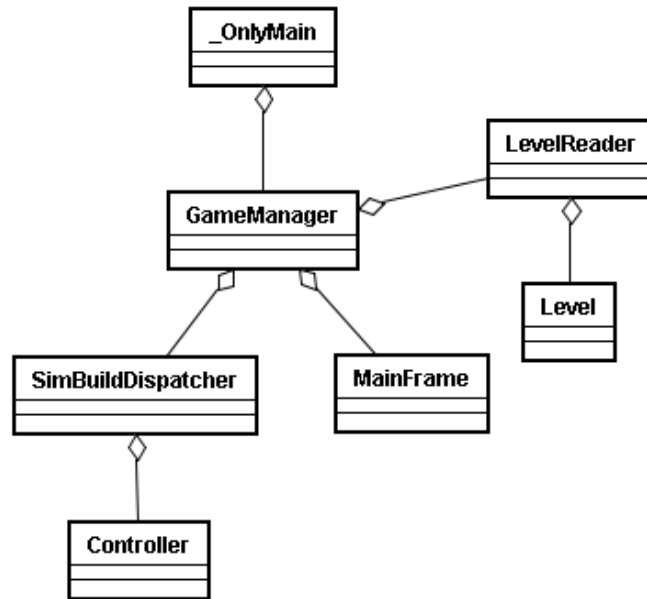 _OnlyMain
LevelReader
GameManager
Level
SimBuildDispatcher
MainFrame
Controller